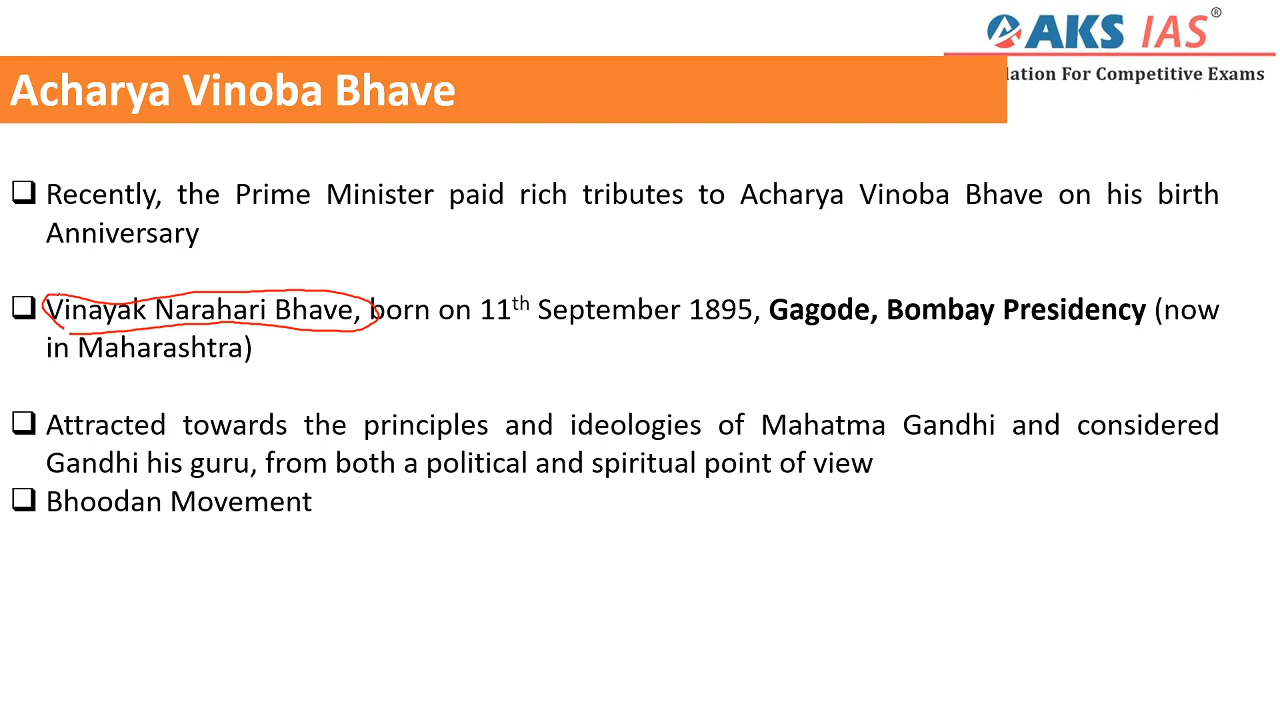 AKS IAS®
lation For Competitive Exams
Acharya Vinoba Bhave
Recently, the Prime Minister paid rich tributes to Acharya Vinoba Bhave on his birth
Anniversary
Vinayak Narahari Bhave, born on 11th September 1895, Gagode, Bombay Presidency (now
in Maharashtra)
Attracted towards the principles and ideologies of Mahatma Gandhi and considered
Gandhi his guru, from both a political and spiritual point of view
Bhoodan Movement